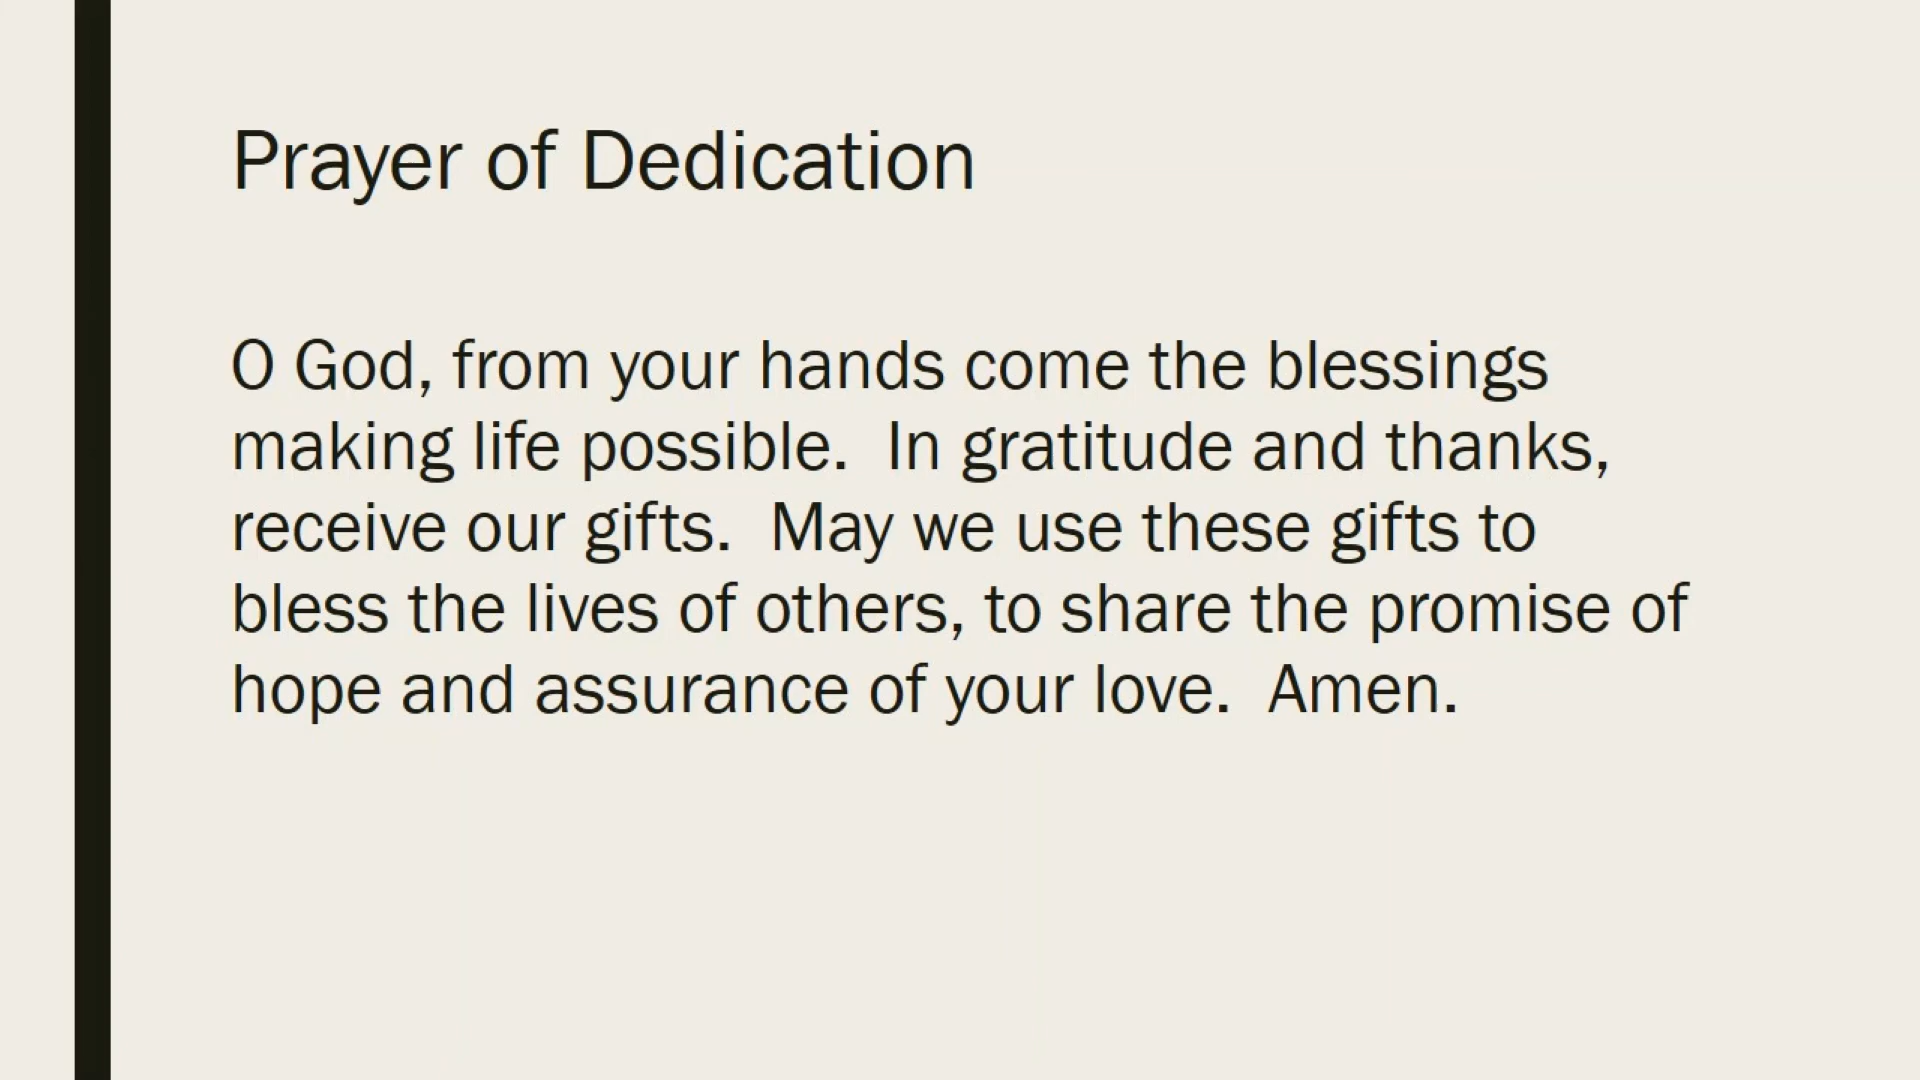 Prayer of Dedication
O God, from your hands come the blessings
making life possible.  In gratitude and thanks,
receive our gifts.  May we use these gifts to
bless the lives of others, to share the promise of
hope and assurance of your love.  Amen.